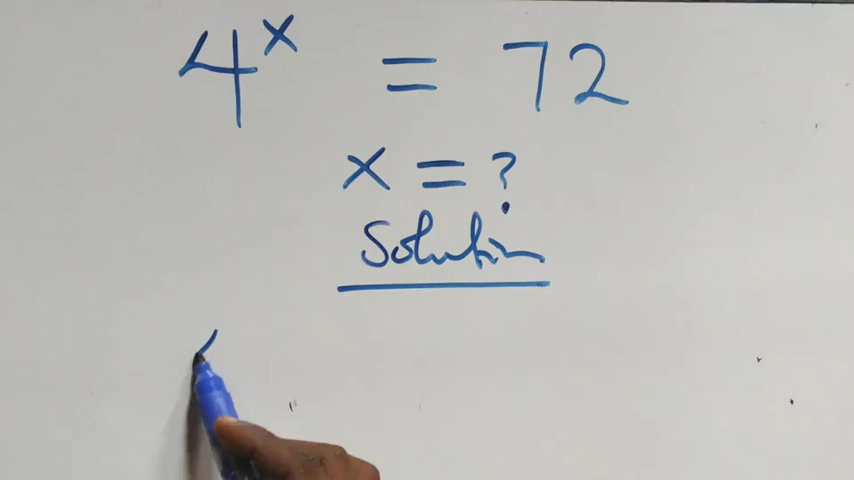 4ˣ = 72
x = ?
Solution